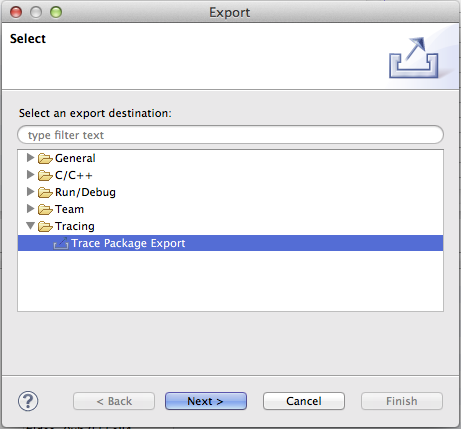 Export
Select
Select an export destination:
type filter text
General
C/C++
Run/Debug
Team
Tracing
Trace Package Export
?
< Back
Next >
Cancel
Finish